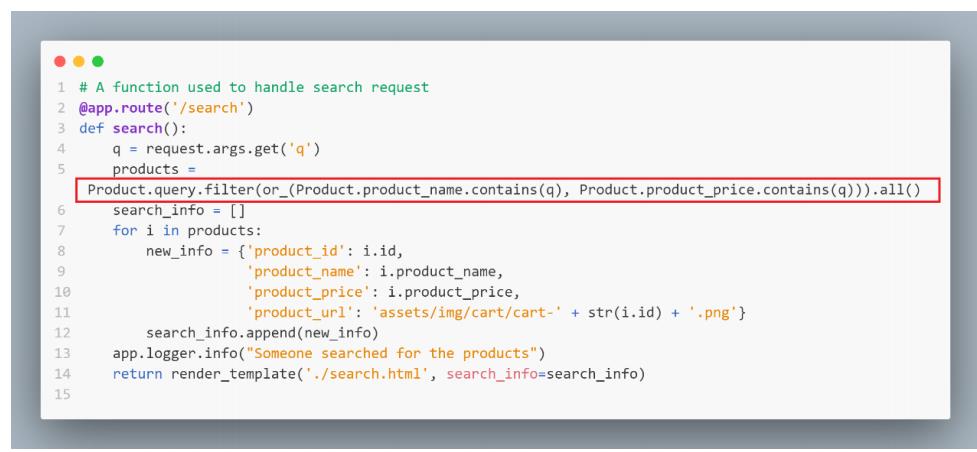 1 # A function used to handle search request
2 @app.route('/search')
3 def search():
4     q = request.args.get('q')
5     products =
Product.query.filter(or_(Product.product_name.contains(q), Product.product_price.contains(q))).all()
6     search_info = []
7     for i in products:
8         new_info = {'product_id': i.id,
9                     'product_name': i.product_name,
10                     'product_price': i.product_price,
11                     'product_url': 'assets/img/cart/cart-' + str(i.id) + '.png'}
12         search_info.append(new_info)
13     app.logger.info("Someone searched for the products")
14     return render_template('./search.html', search_info=search_info)
15